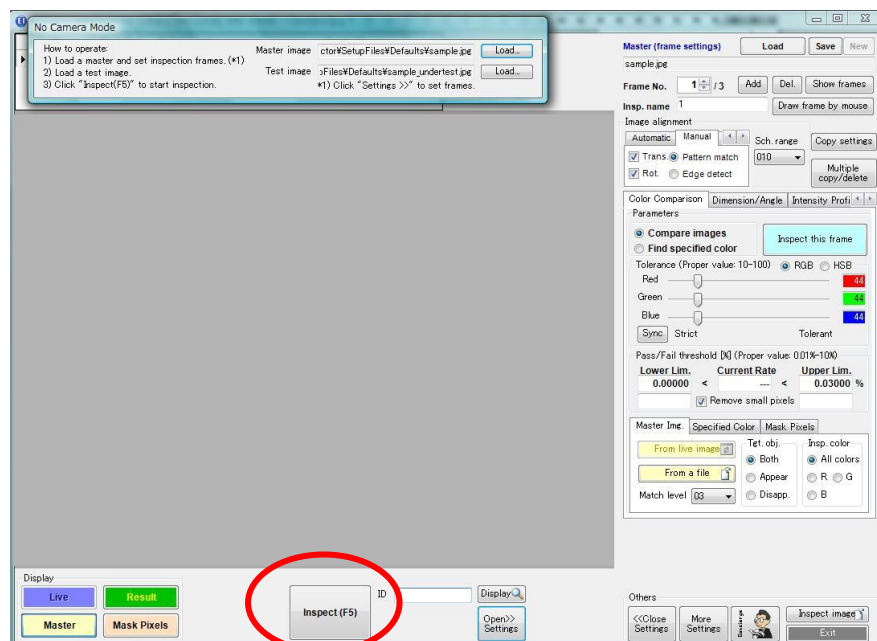 No Camera Mode
How to operate:
1) Load a master and set inspection frames. (*1)
2) Load a test image.
3) Click "Inspect(F5)" to start inspection.
Master image ctor¥SetupFiles¥Defaults¥sample.jpg Load...
Test image Files¥Defaults¥sample_undertest.jpg Load...
*1) Click "Settings >>" to set frames.
Master (frame settings) Load Save New
sample.jpg
Frame No. 1 / 3 Add Del. Show frames
Insp. name 1 Draw frame by mouse
Image alignment
Automatic Manual Sch. range Copy settings
Trans. Pattern match 010
Rot. Edge detect Multiple copy/delete
Color Comparison Dimension/Angle Intensity Profi
Parameters
Compare images
Find specified color
Inspect this frame
Tolerance (Proper value: 10-100) RGB HSB
Red 44
Green 44
Blue 44
Sync Strict Tolerant
Pass/Fail threshold [%] (Proper value: 0.01%-10%)
Lower Lim. Current Rate Upper Lim.
0.00000 < --- < 0.03000 %
Remove small pixels
Master Img. Specified Color Mask Pixels
From live image
From a file
Match level 03
Tgt. obj.
Both
Appear
Disapp.
Insp. color
All colors
R G
B
Display
Live Result
Master Mask Pixels
Inspect (F5)
ID Display
Open>>
Settings
Others
<<Close
Settings
More
Settings
Inspect image
Exit